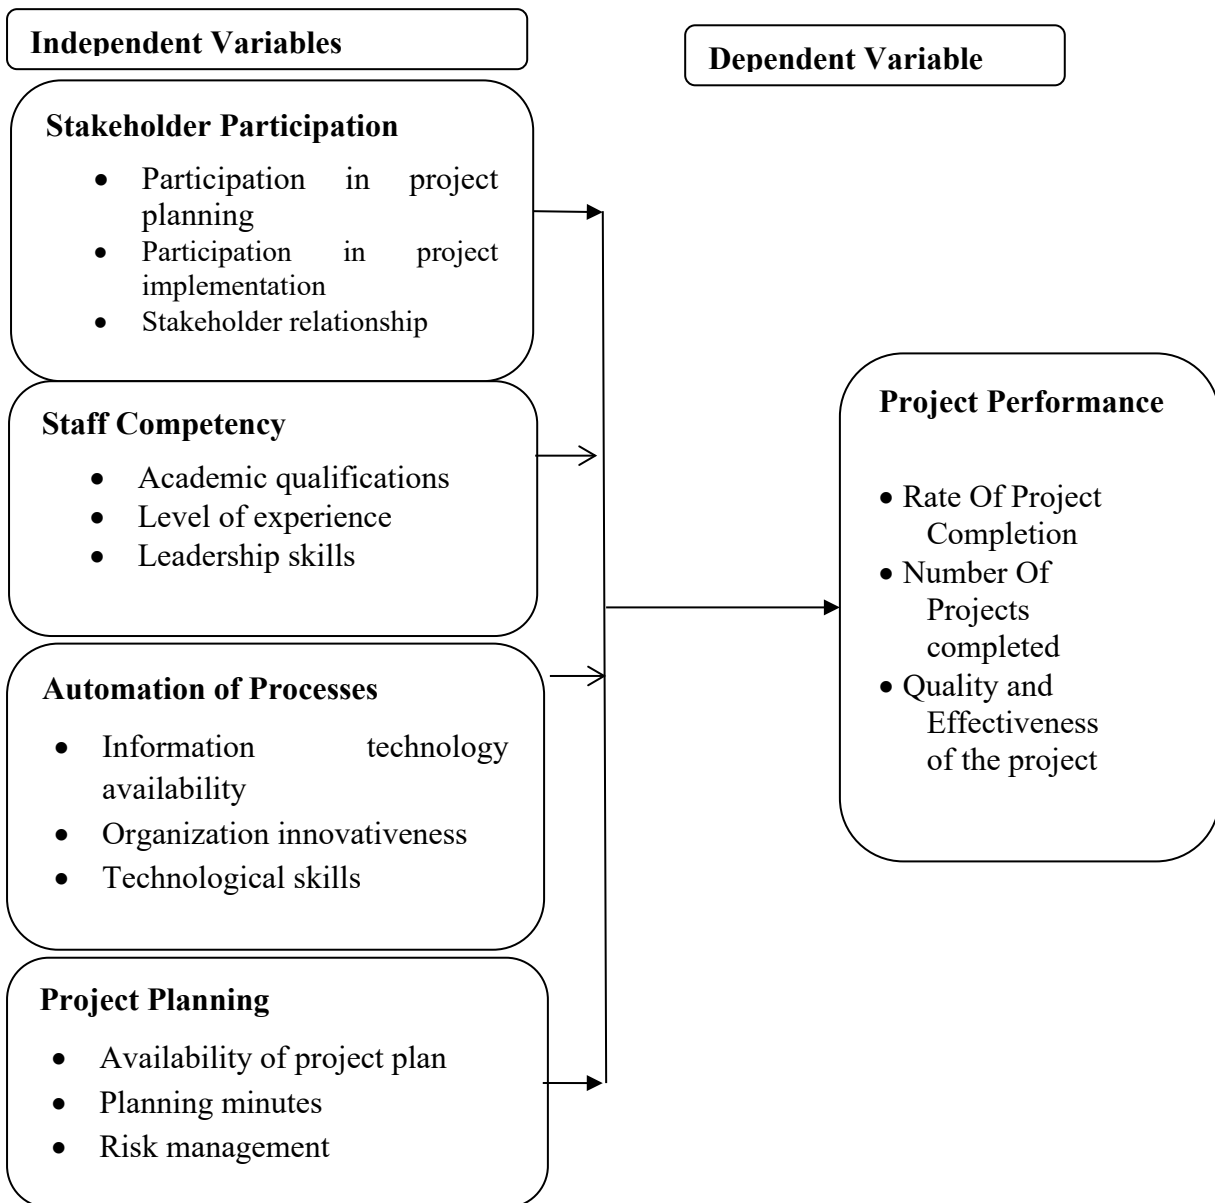 Independent Variables
Dependent Variable
Stakeholder Participation
• Participation in project
planning
• Participation in project
implementation
• Stakeholder relationship
Staff Competency
• Academic qualifications
• Level of experience
• Leadership skills
Automation of Processes
• Information technology
availability
• Organization innovativeness
• Technological skills
Project Planning
• Availability of project plan
• Planning minutes
• Risk management
Project Performance
• Rate Of Project
Completion
• Number Of
Projects
completed
• Quality and
Effectiveness
of the project